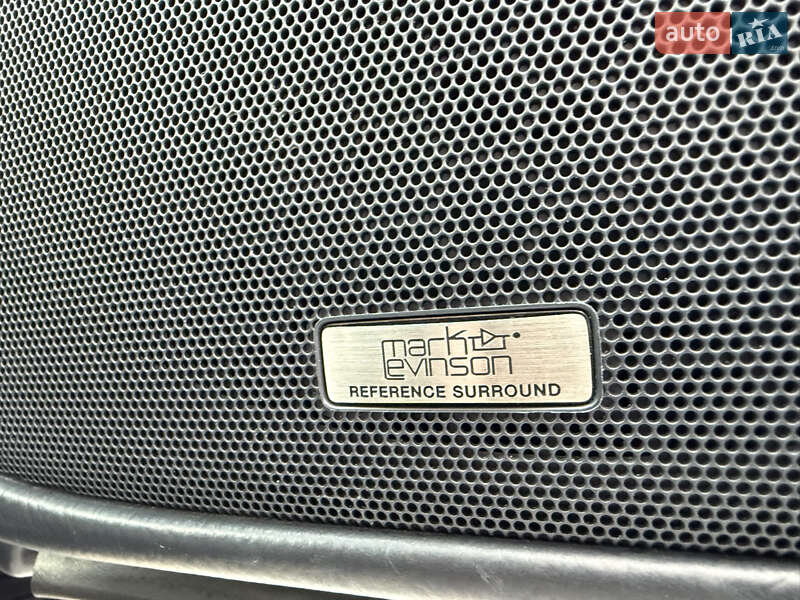 auto RIA
mark
Levinson
REFERENCE SURROUND